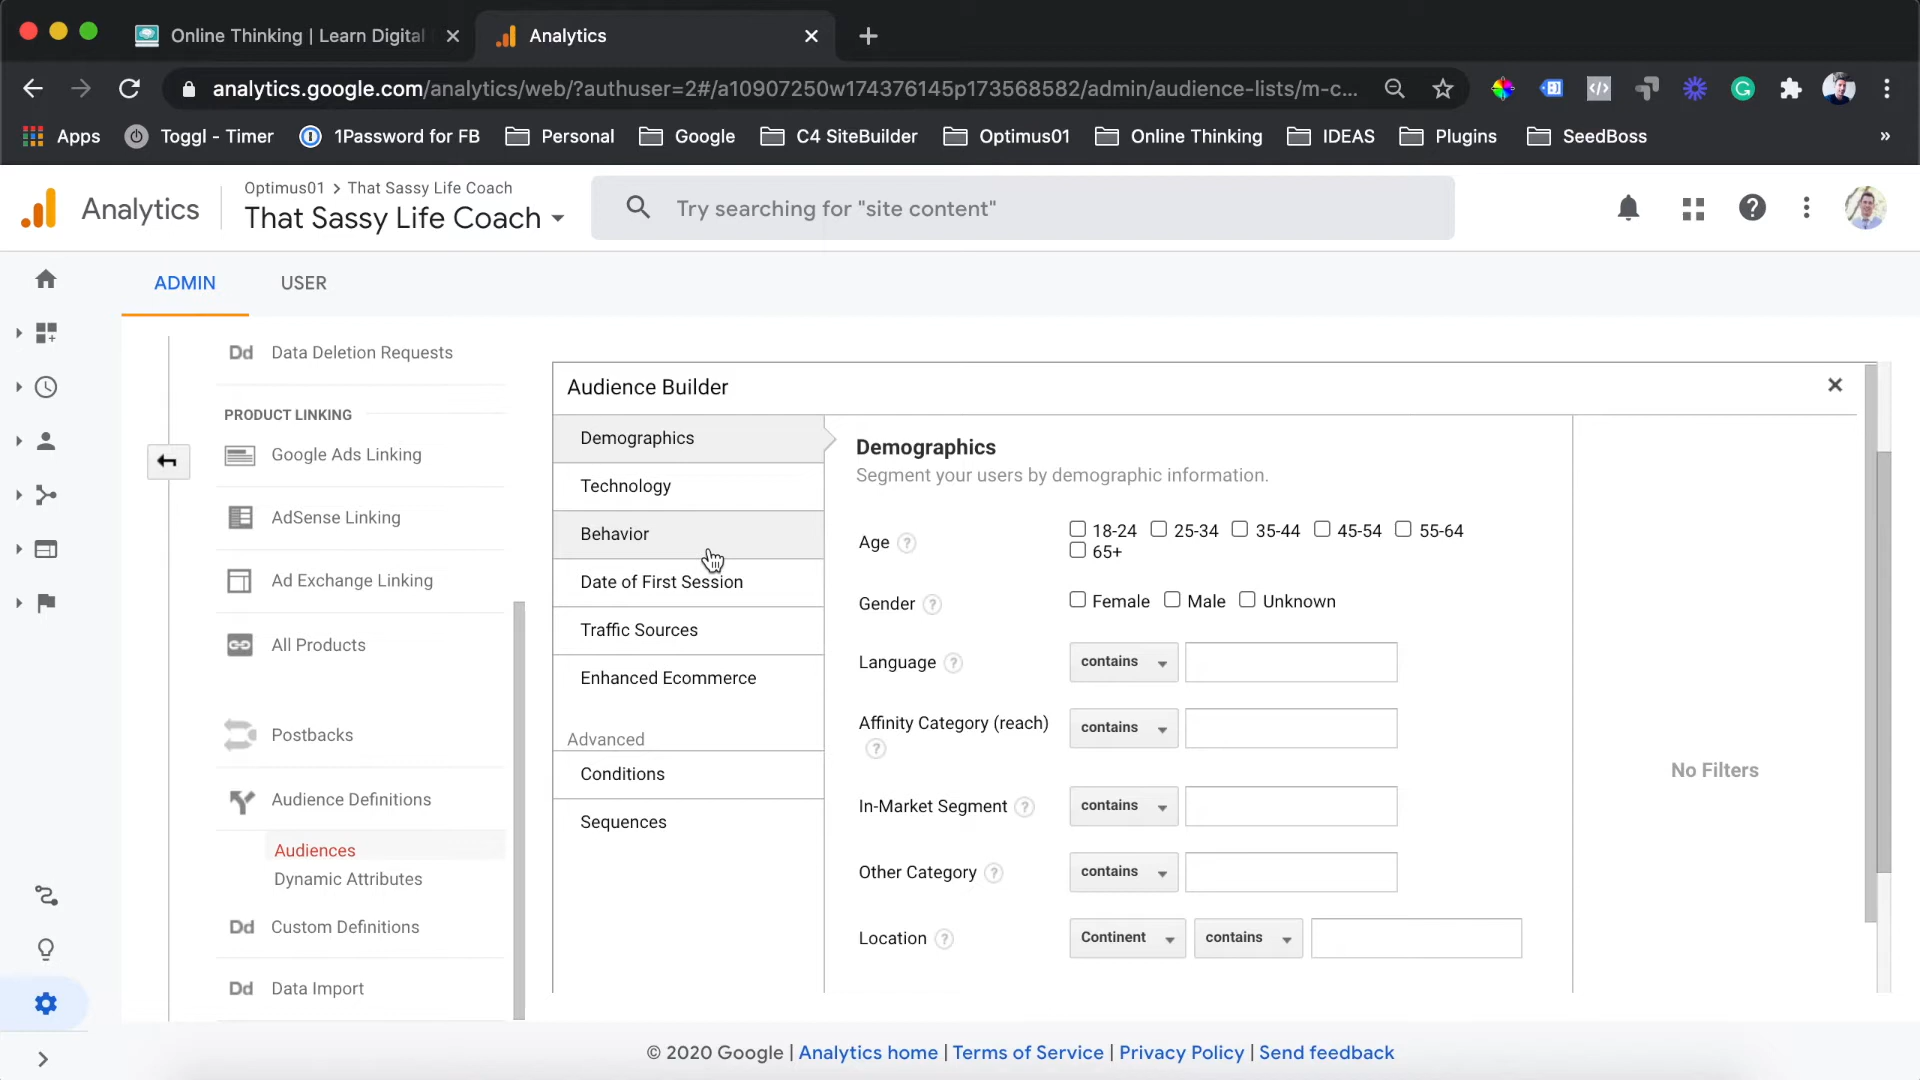 Online Thinking | Learn Digital
Analytics
analytics.google.com/analytics/web/?authuser=2#/a10907250w174376145p173568582/admin/audience-lists/m-c...
Apps
Toggl - Timer
1Password for FB
Personal
Google
C4 SiteBuilder
Optimus01
Online Thinking
IDEAS
Plugins
SeedBoss
»
Analytics
Optimus01 > That Sassy Life Coach
That Sassy Life Coach
Try searching for "site content"
ADMIN
USER
Dd Data Deletion Requests
PRODUCT LINKING
Google Ads Linking
AdSense Linking
Ad Exchange Linking
All Products
Postbacks
Audience Definitions
Audiences
Dynamic Attributes
Dd Custom Definitions
Dd Data Import
Audience Builder
Demographics
Technology
Behavior
Date of First Session
Traffic Sources
Enhanced Ecommerce
Advanced
Conditions
Sequences
Demographics
Segment your users by demographic information.
Age ? 18-24 25-34 35-44 45-54 55-64
65+
Gender ? Female Male Unknown
Language ? contains
Affinity Category (reach) contains
?
In-Market Segment ? contains
Other Category ? contains
Location ? Continent contains
No Filters
© 2020 Google | Analytics home | Terms of Service | Privacy Policy | Send feedback